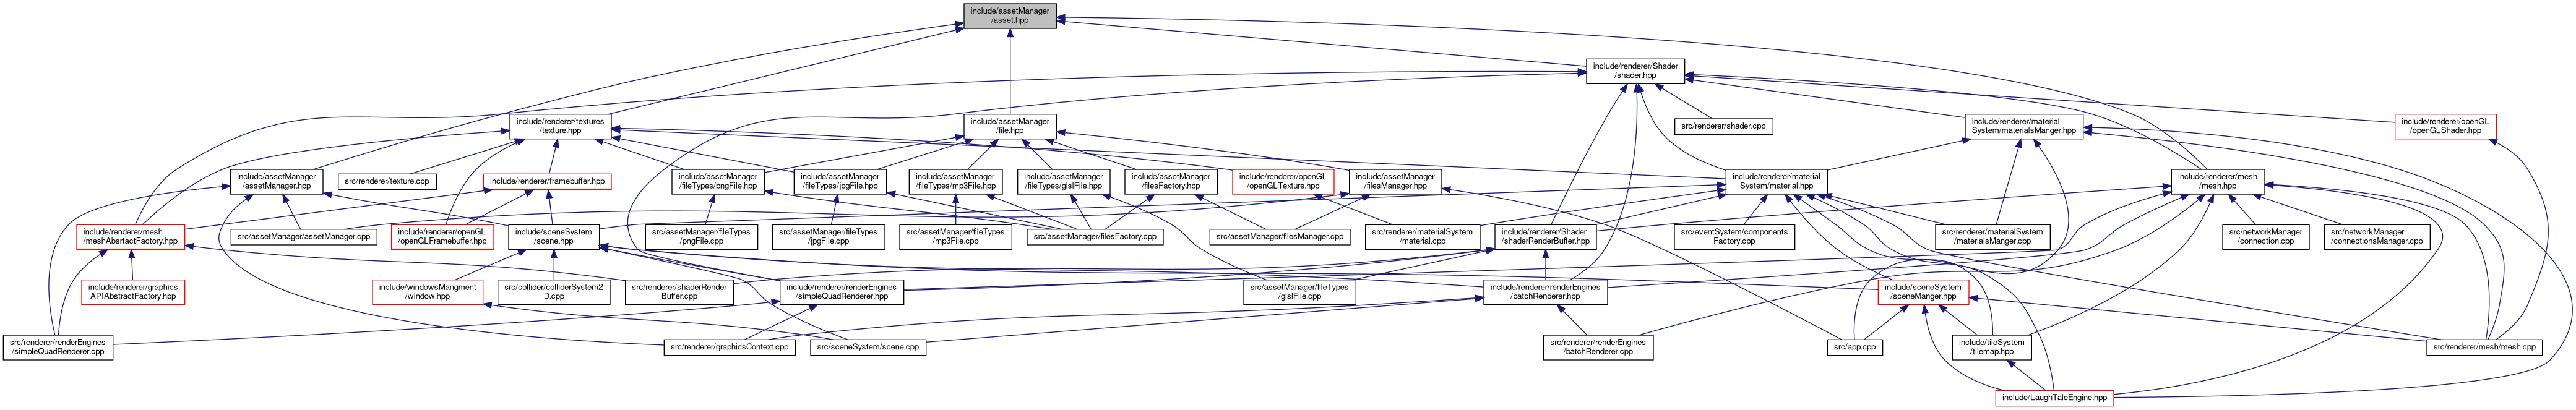 include/assetManager
/asset.hpp
include/renderer/Shader
/shader.hpp
include/renderer/textures
/texture.hpp
include/assetManager
/file.hpp
src/renderer/shader.cpp
include/renderer/material
System/materialsManger.hpp
include/renderer/openGL
/openGLShader.hpp
include/assetManager
/assetManager.hpp
src/renderer/texture.cpp
include/renderer/framebuffer.hpp
include/assetManager
/fileTypes/pngFile.hpp
include/assetManager
/fileTypes/jpgFile.hpp
include/assetManager
/fileTypes/mp3File.hpp
include/assetManager
/fileTypes/glslFile.hpp
include/assetManager
/filesFactory.hpp
include/renderer/openGL
/openGLTexture.hpp
include/assetManager
/filesManager.hpp
include/renderer/material
System/material.hpp
include/renderer/mesh
/mesh.hpp
include/renderer/mesh
/meshAbsrtactFactory.hpp
src/assetManager/assetManager.cpp
include/renderer/openGL
/openGLFramebuffer.hpp
include/sceneSystem
/scene.hpp
src/assetManager/fileTypes
/pngFile.cpp
src/assetManager/fileTypes
/jpgFile.cpp
src/assetManager/fileTypes
/mp3File.cpp
src/assetManager/filesFactory.cpp
src/assetManager/filesManager.cpp
src/renderer/materialSystem
/material.cpp
include/renderer/Shader
/shaderRenderBuffer.hpp
src/eventSystem/components
Factory.cpp
src/renderer/materialSystem
/materialsManger.cpp
src/networkManager
/connection.cpp
src/networkManager
/connectionsManager.cpp
include/renderer/graphics
APIAbstractFactory.hpp
include/windowsMangment
/window.hpp
src/collider/colliderSystem2
D.cpp
src/renderer/shaderRender
Buffer.cpp
include/renderer/renderEngines
/simpleQuadRenderer.hpp
src/assetManager/fileTypes
/glslFile.cpp
include/renderer/renderEngines
/batchRenderer.hpp
include/sceneSystem
/sceneManger.hpp
src/renderer/renderEngines
/simpleQuadRenderer.cpp
src/renderer/graphicsContext.cpp
src/sceneSystem/scene.cpp
src/renderer/renderEngines
/batchRenderer.cpp
src/app.cpp
include/tileSystem
/tilemap.hpp
src/renderer/mesh/mesh.cpp
include/LaughTaleEngine.hpp